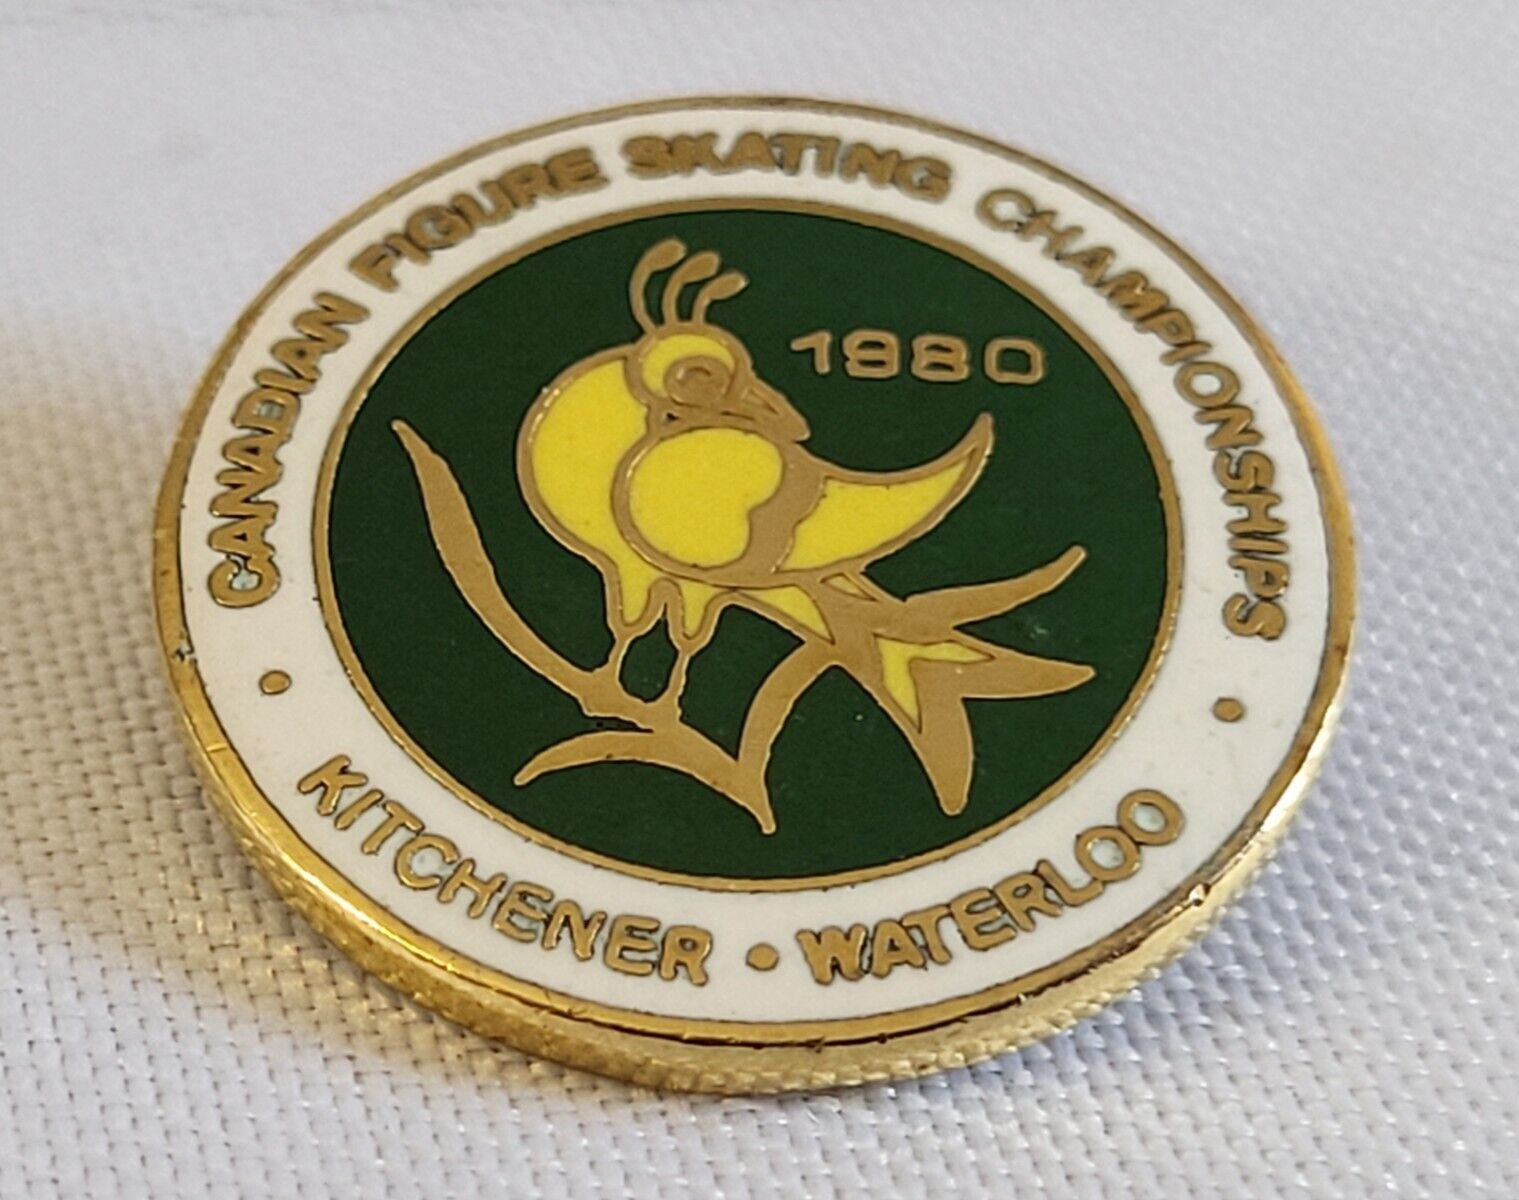 CANADIAN FIGURE SKATING CHAMPIONSHIPS
1980
• KITCHENER • WATERLOO •